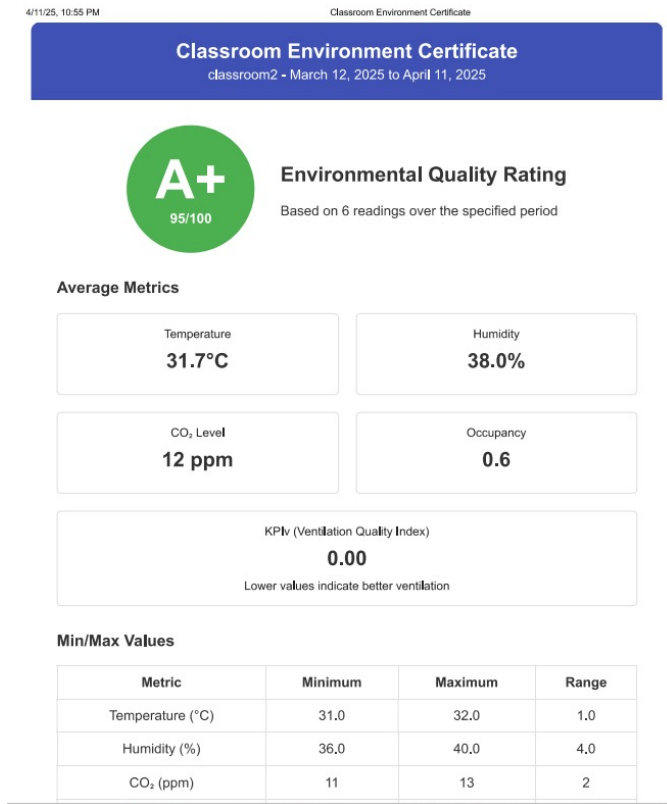 4/11/25, 10:55 PM Classroom Environment Certificate
Classroom Environment Certificate
classroom2 - March 12, 2025 to April 11, 2025
A+
95/100
Environmental Quality Rating
Based on 6 readings over the specified period
Average Metrics
Temperature
31.7°C
Humidity
38.0%
CO₂ Level
12 ppm
Occupancy
0.6
KPIv (Ventilation Quality Index)
0.00
Lower values indicate better ventilation
Min/Max Values
Metric Minimum Maximum Range
Temperature (°C) 31.0 32.0 1.0
Humidity (%) 36.0 40.0 4.0
CO₂ (ppm) 11 13 2